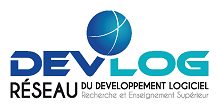 DEVLOG
RÉSEAU DU DEVELOPPEMENT LOGICIEL
Recherche et Enseignement Supérieur